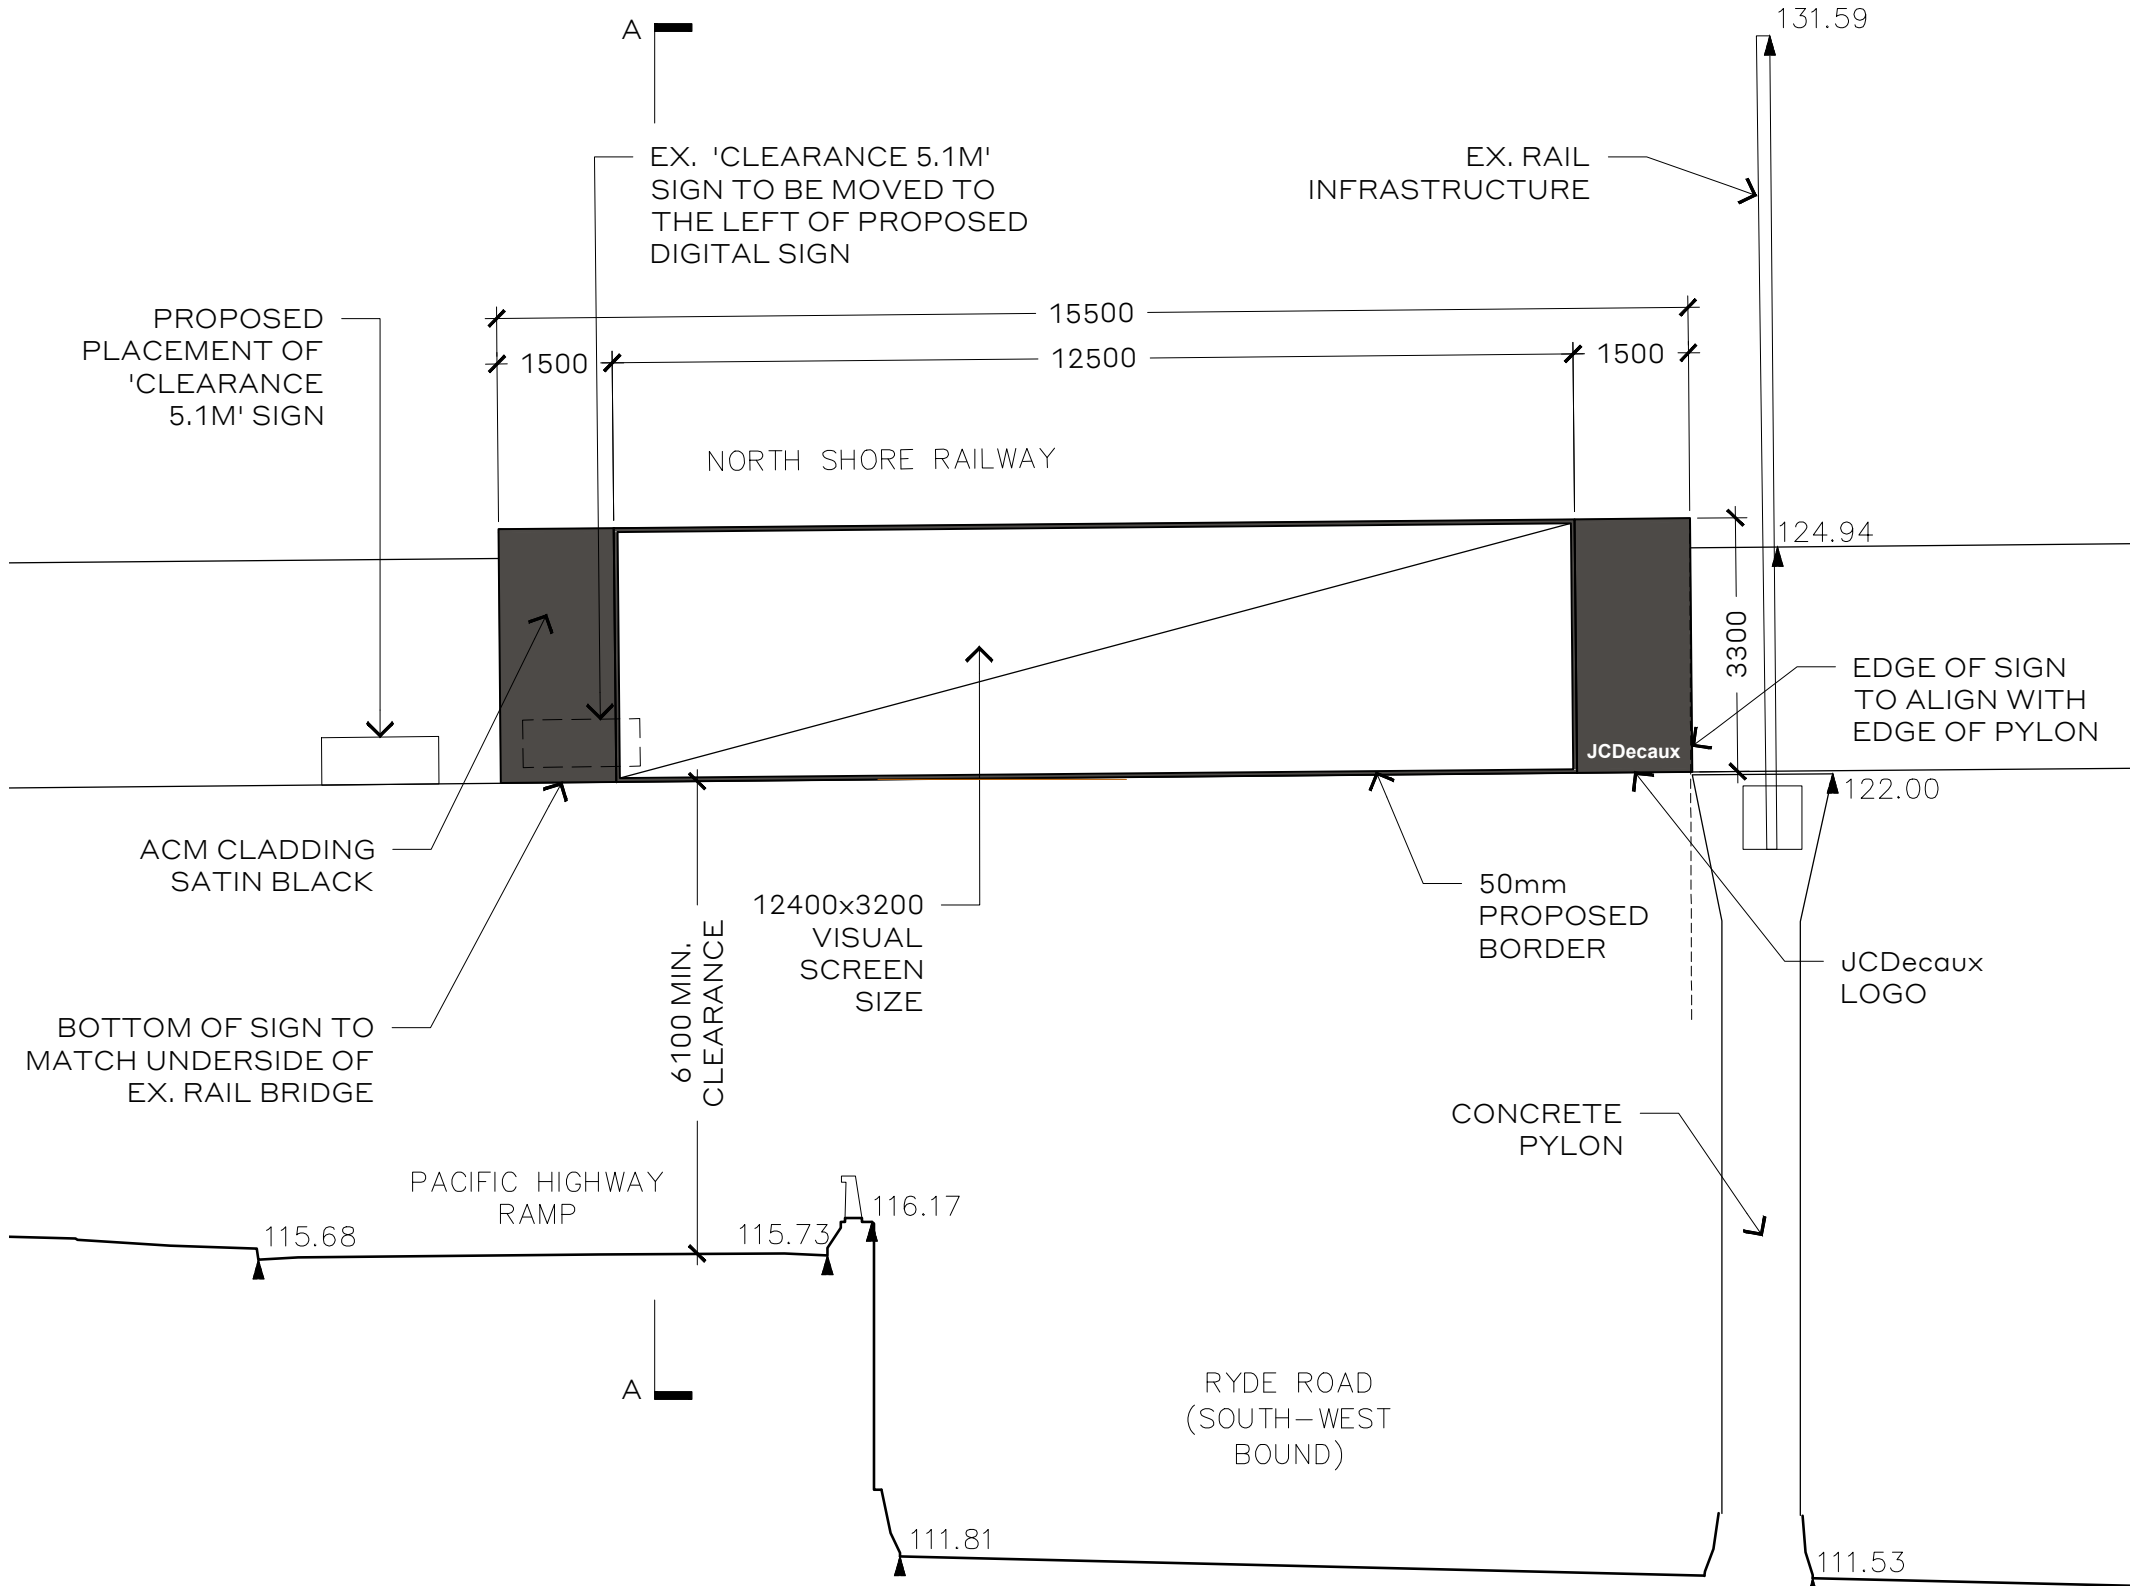 A
131.59
EX. 'CLEARANCE 5.1M'
SIGN TO BE MOVED TO
THE LEFT OF PROPOSED
DIGITAL SIGN
EX. RAIL
INFRASTRUCTURE
PROPOSED
PLACEMENT OF
'CLEARANCE
5.1M' SIGN
15500
1500
12500
1500
NORTH SHORE RAILWAY
124.94
3300
EDGE OF SIGN
TO ALIGN WITH
EDGE OF PYLON
JCDecaux
122.00
ACM CLADDING
SATIN BLACK
12400x3200
VISUAL
SCREEN
SIZE
50mm
PROPOSED
BORDER
6100 MIN.
CLEARANCE
JCDecaux
LOGO
BOTTOM OF SIGN TO
MATCH UNDERSIDE OF
EX. RAIL BRIDGE
CONCRETE
PYLON
PACIFIC HIGHWAY
RAMP
115.68
115.73
116.17
A
RYDE ROAD
(SOUTH-WEST
BOUND)
111.81
111.53